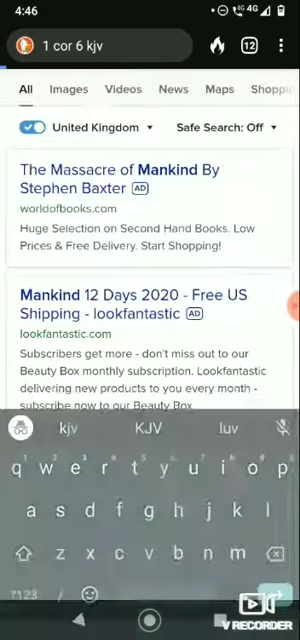 4:46
4G 4G
1 cor 6 kjv
12
All Images Videos News Maps Shoppi
United Kingdom Safe Search: Off
The Massacre of Mankind By
Stephen Baxter AD
worldofbooks.com
Huge Selection on Second Hand Books. Low
Prices & Free Delivery. Start Shopping!
Mankind 12 Days 2020 - Free US
Shipping - lookfantastic AD
lookfantastic.com
Subscribers get more - don't miss out to our
Beauty Box monthly subscription. Lookfantastic
delivering new products to you every month -
subscribe now to our Beauty Box
kjv KJV luv
q w e r t y u i o p
a s d f g h j k l
z x c v b n m
?123 /
V RECORDER